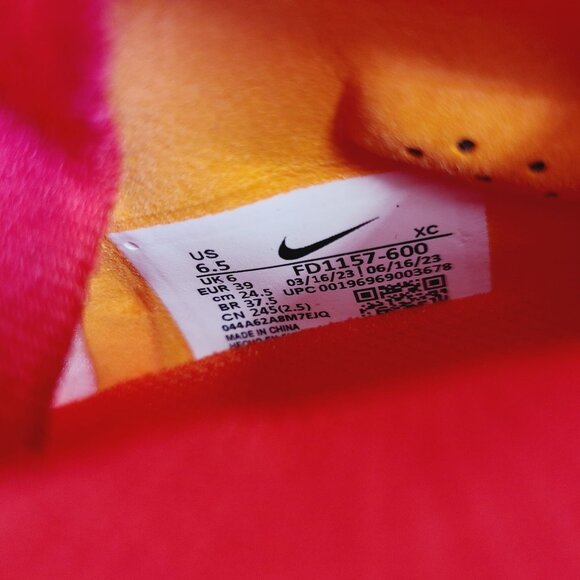 US
6.5
UK 6
EUR 39
cm 24.5
BR 37.5
CN 245(2.5)
044A62A8M7EJQ
MADE IN CHINA
XC
FD1157-600
03/16/23 | 06/16/23
UPC 00196969003678